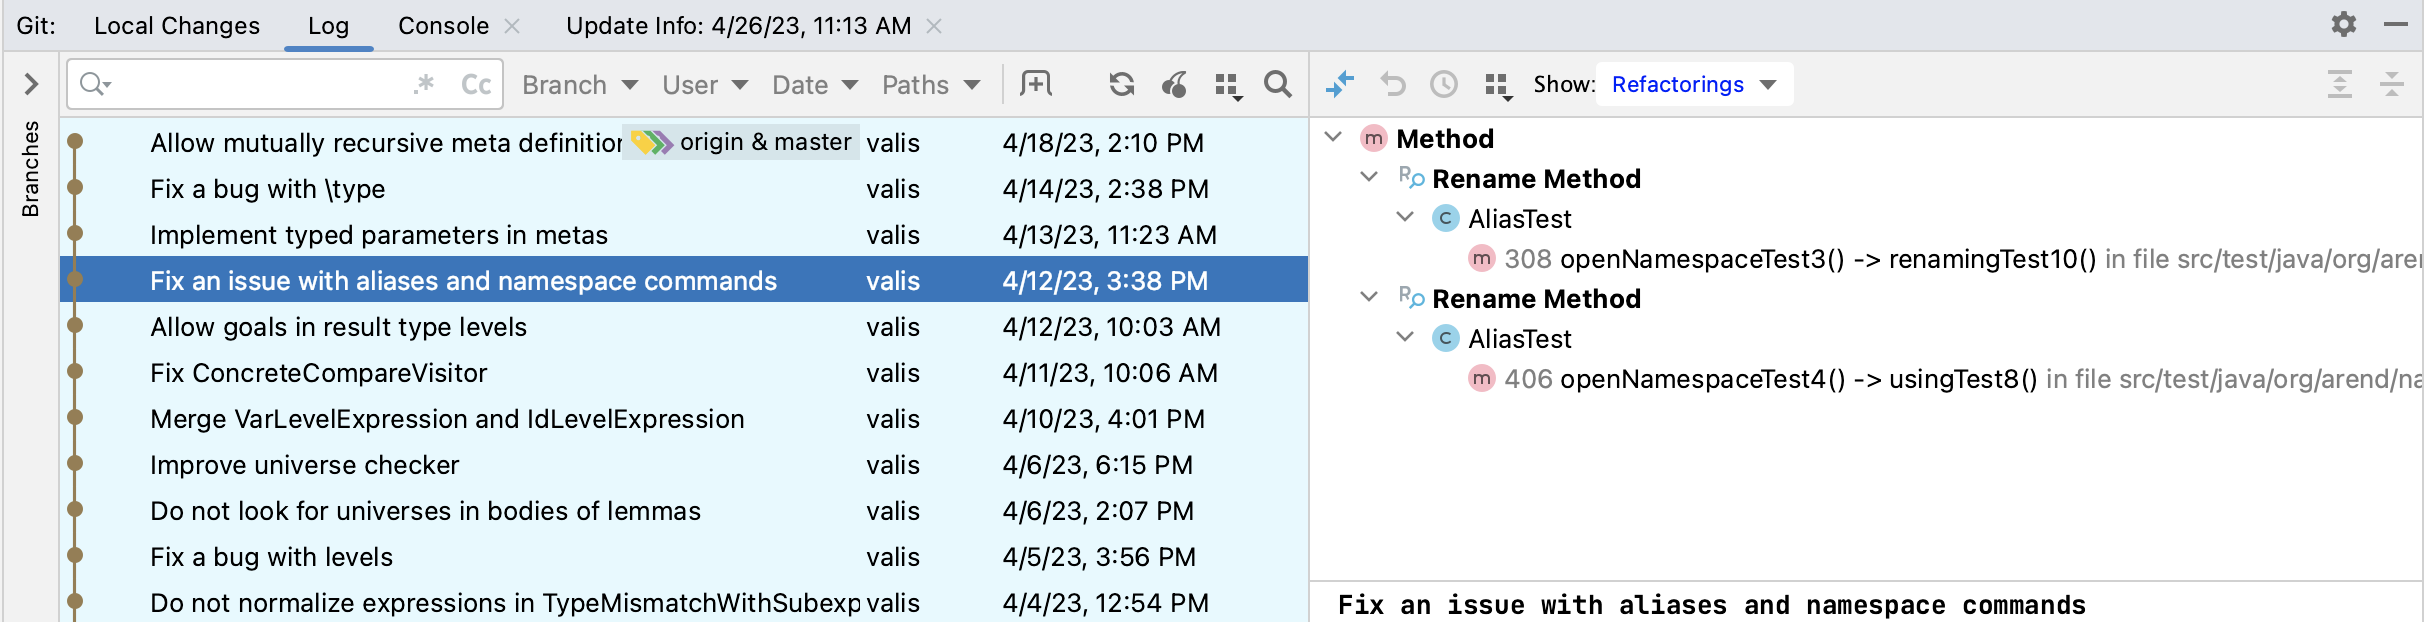 Git: Local Changes Log Console Update Info: 4/26/23, 11:13 AM
.* Cc Branch User Date Paths Show: Refactorings
Branches
Allow mutually recursive meta definition origin & master valis 4/18/23, 2:10 PM
Fix a bug with \type valis 4/14/23, 2:38 PM
Implement typed parameters in metas valis 4/13/23, 11:23 AM
Fix an issue with aliases and namespace commands valis 4/12/23, 3:38 PM
Allow goals in result type levels valis 4/12/23, 10:03 AM
Fix ConcreteCompareVisitor valis 4/11/23, 10:06 AM
Merge VarLevelExpression and IdLevelExpression valis 4/10/23, 4:01 PM
Improve universe checker valis 4/6/23, 6:15 PM
Do not look for universes in bodies of lemmas valis 4/6/23, 2:07 PM
Fix a bug with levels valis 4/5/23, 3:56 PM
Do not normalize expressions in TypeMismatchWithSubexp valis 4/4/23, 12:54 PM
m Method
R Rename Method
C AliasTest
m 308 openNamespaceTest3() -> renamingTest10() in file src/test/java/org/aren
R Rename Method
C AliasTest
m 406 openNamespaceTest4() -> usingTest8() in file src/test/java/org/arend/na
Fix an issue with aliases and namespace commands